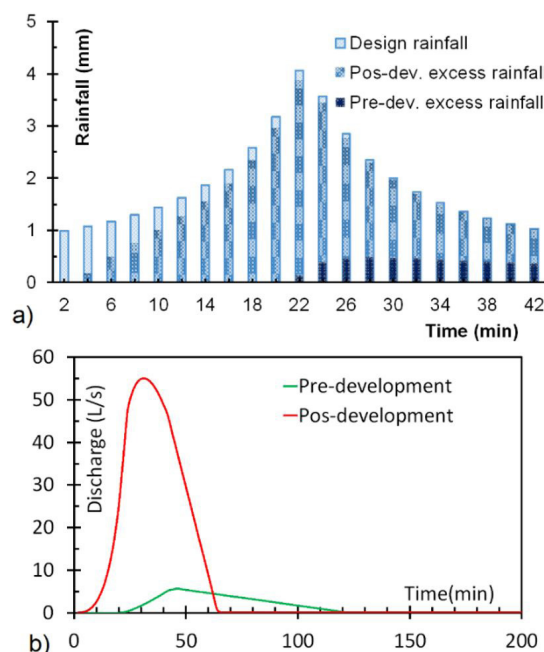 5
4
3
2
1
0
Rainfall (mm)
Design rainfall
Pos-dev. excess rainfall
Pre-dev. excess rainfall
2 6 10 14 18 22 26 30 34 38 42
Time (min)
a)
60
50
40
30
20
10
0
Discharge (L/s)
Pre-development
Pos-development
Time(min)
0 50 100 150 200
b)